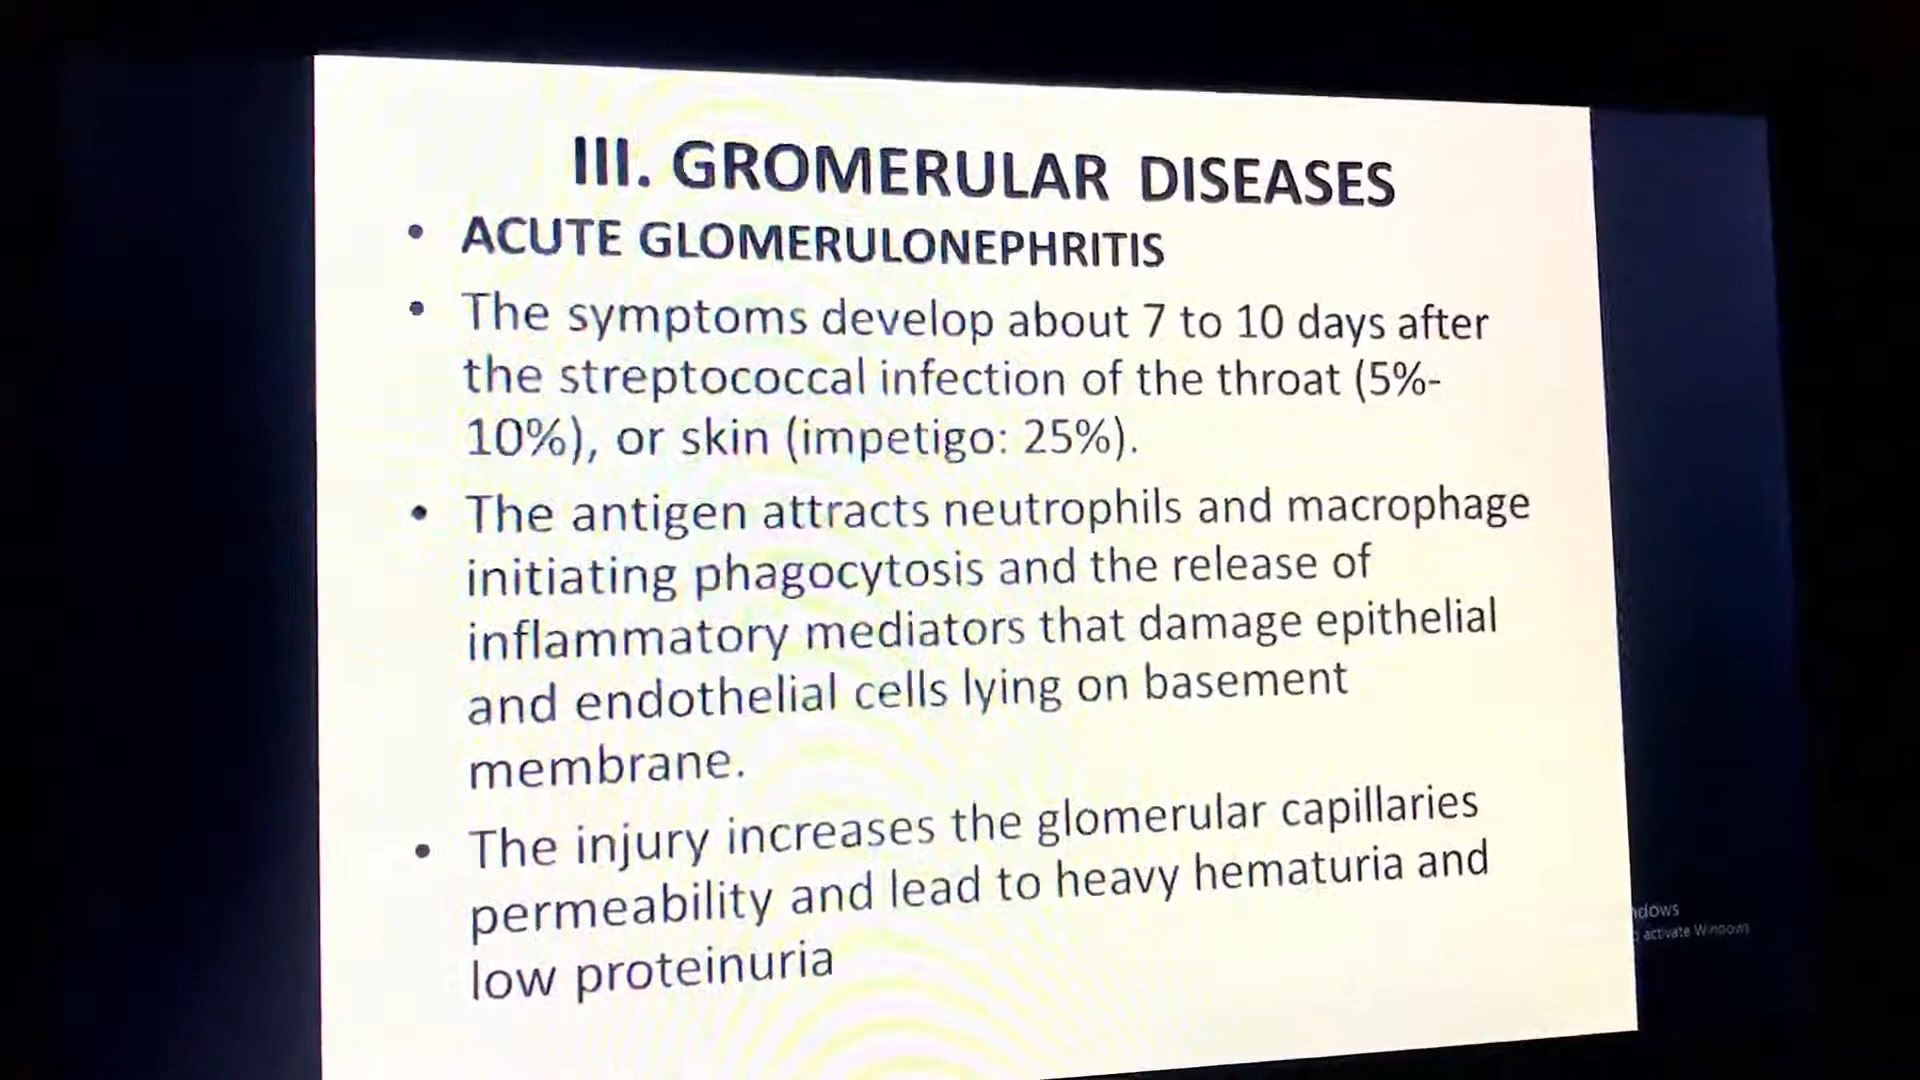 III. GROMERULAR DISEASES
• ACUTE GLOMERULONEPHRITIS
• The symptoms develop about 7 to 10 days after
the streptococcal infection of the throat (5%-
10%), or skin (impetigo: 25%).
• The antigen attracts neutrophils and macrophage
initiating phagocytosis and the release of
inflammatory mediators that damage epithelial
and endothelial cells lying on basement
membrane.
• The injury increases the glomerular capillaries
permeability and lead to heavy hematuria and
low proteinuria
ndows
activate Windows